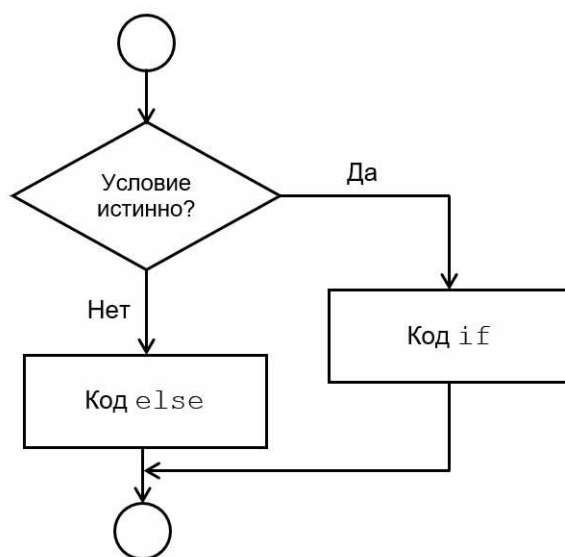 Условие
истинно?
Да
Нет
Код if
Код else